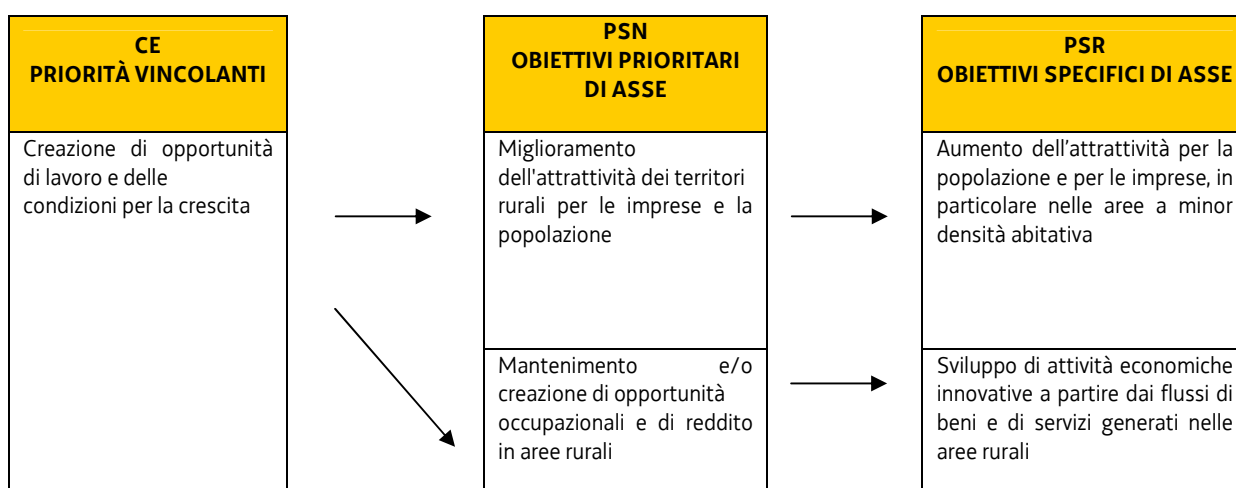 CE
PRIORITÀ VINCOLANTI
Creazione di opportunità
di lavoro e delle
condizioni per la crescita
PSN
OBIETTIVI PRIORITARI
DI ASSE
Miglioramento
dell'attrattività dei territori
rurali per le imprese e la
popolazione
Mantenimento e/o
creazione di opportunità
occupazionali e di reddito
in aree rurali
PSR
OBIETTIVI SPECIFICI DI ASSE
Aumento dell’attrattività per la
popolazione e per le imprese, in
particolare nelle aree a minor
densità abitativa
Sviluppo di attività economiche
innovative a partire dai flussi di
beni e di servizi generati nelle
aree rurali